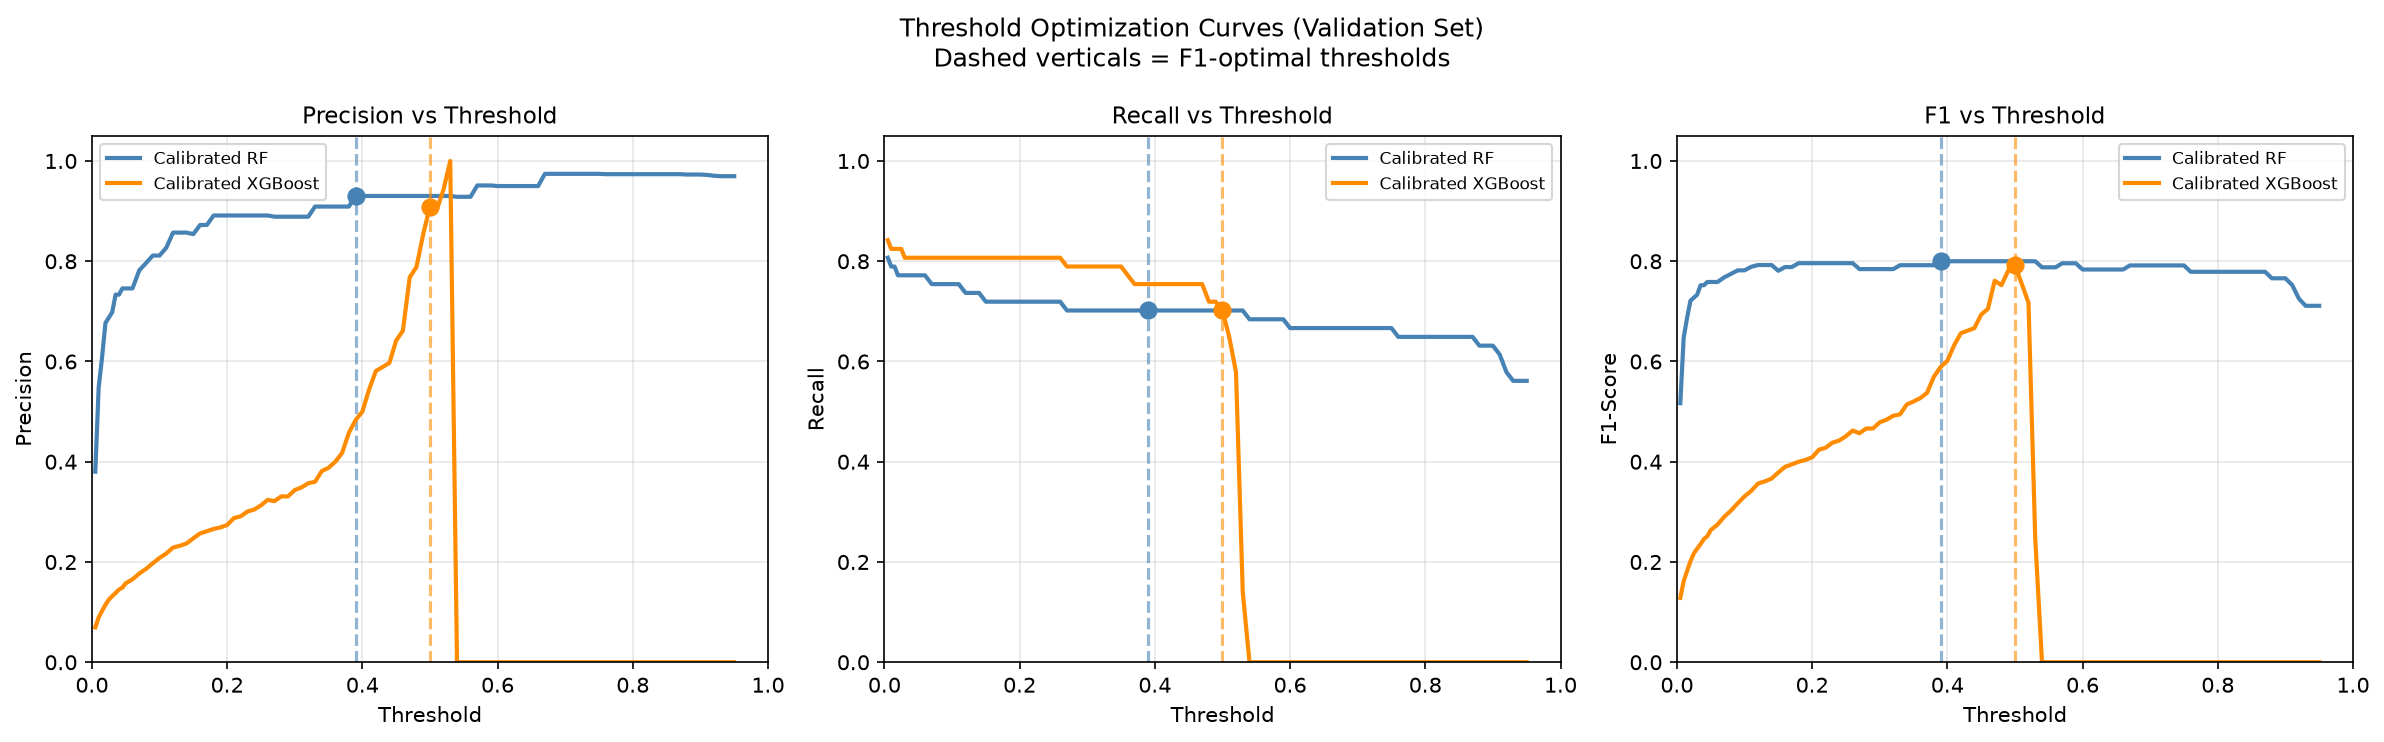 Threshold Optimization Curves (Validation Set)
Dashed verticals = F1-optimal thresholds
Precision vs Threshold
Calibrated RF
Calibrated XGBoost
Precision
1.0
0.8
0.6
0.4
0.2
0.0
0.0 0.2 0.4 0.6 0.8 1.0
Threshold
Recall vs Threshold
Calibrated RF
Calibrated XGBoost
Recall
1.0
0.8
0.6
0.4
0.2
0.0
0.0 0.2 0.4 0.6 0.8 1.0
Threshold
F1 vs Threshold
Calibrated RF
Calibrated XGBoost
F1-Score
1.0
0.8
0.6
0.4
0.2
0.0
0.0 0.2 0.4 0.6 0.8 1.0
Threshold